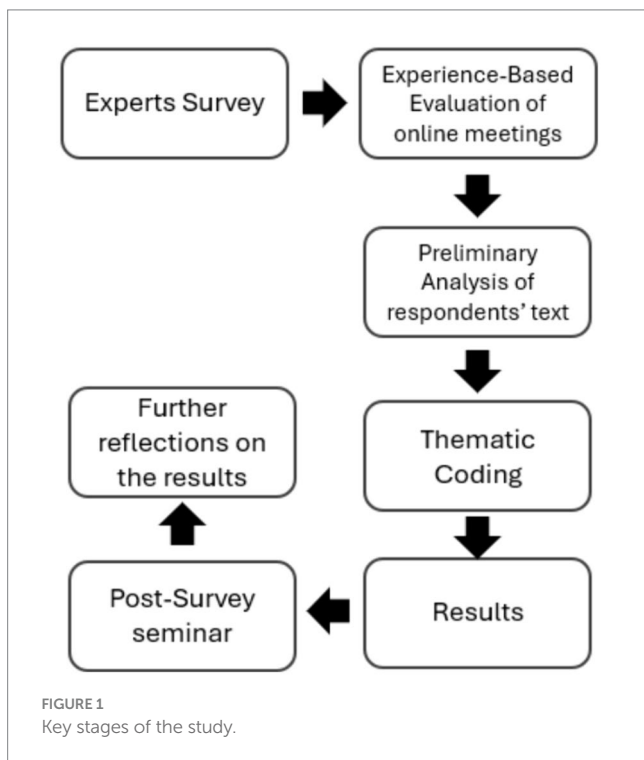 Experts Survey
Experience-Based
Evaluation of
online meetings
Preliminary
Analysis of
respondents' text
Thematic
Coding
Results
Post-Survey
seminar
Further
reflections on
the results
FIGURE 1
Key stages of the study.